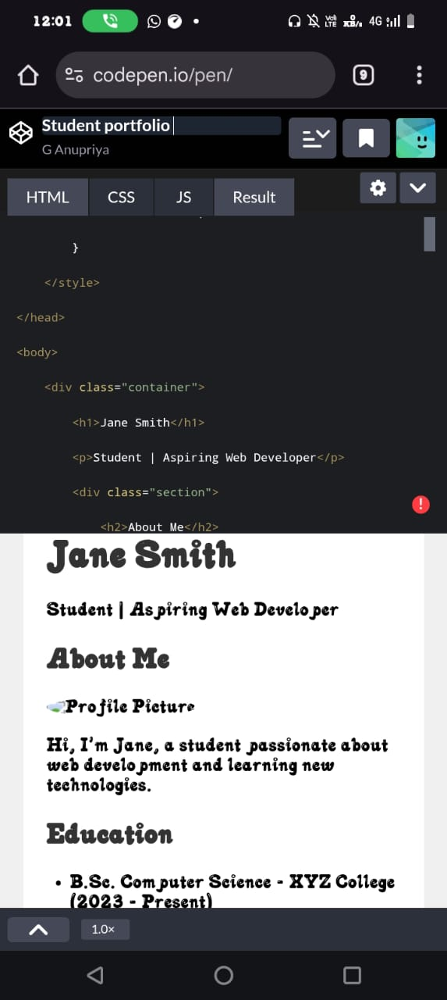 12:01
Vo) LTE
KB/s
4G
codepen.io/pen/
9
Student portfolio
G Anupriya
HTML CSS JS Result
}
</style>
</head>
<body>
<div class="container">
<h1>Jane Smith</h1>
<p>Student | Aspiring Web Developer</p>
<div class="section">
!
<h2>About Me</h2>
Jane Smith
Student | Aspiring Web Developer
About Me
Profile Picture
Hi, I'm Jane, a student passionate about
web development and learning new
technologies.
Education
• B.Sc. Computer Science - XYZ College
(2023 - Present)
1.0×